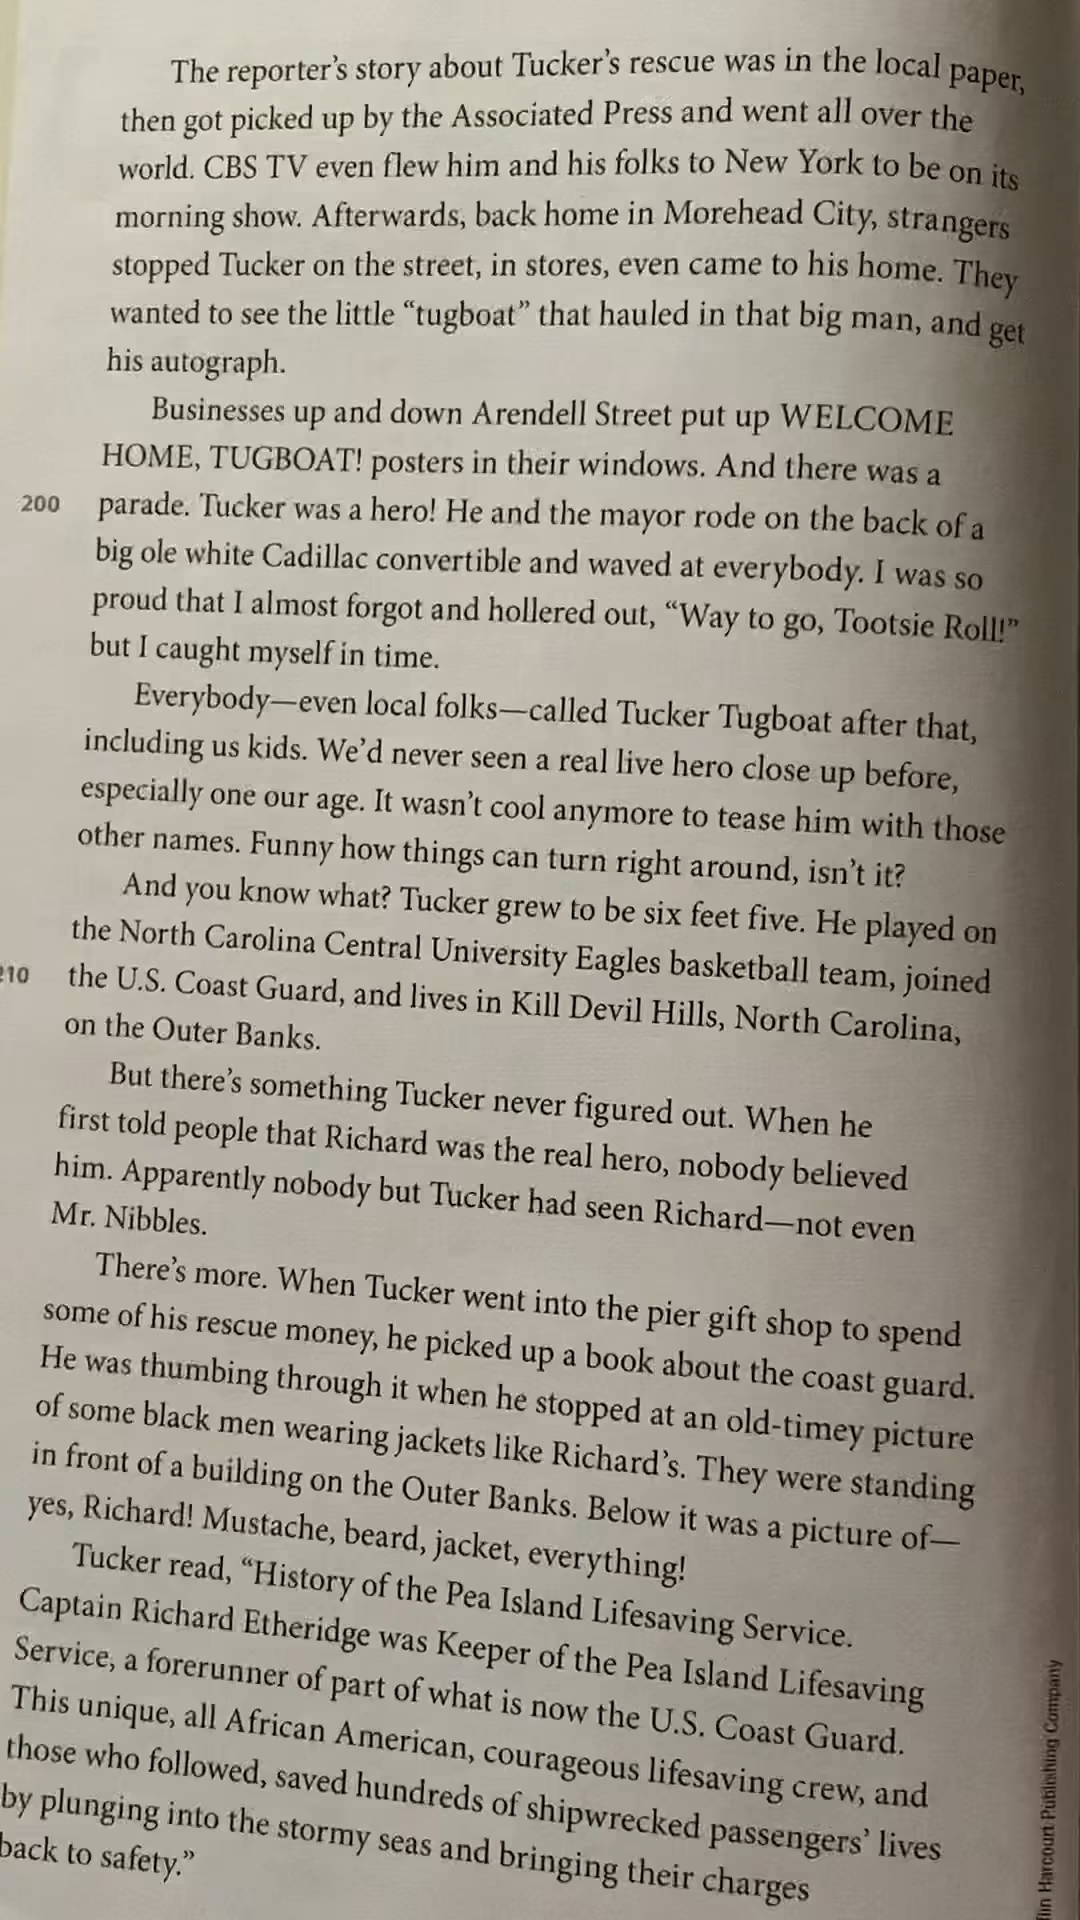 The reporter's story about Tucker's rescue was in the local paper,
then got picked up by the Associated Press and went all over the
world. CBS TV even flew him and his folks to New York to be on its
morning show. Afterwards, back home in Morehead City, strangers
stopped Tucker on the street, in stores, even came to his home. They
wanted to see the little “tugboat” that hauled in that big man, and get
his autograph.
Businesses up and down Arendell Street put up WELCOME
HOME, TUGBOAT! posters in their windows. And there was a
200 parade. Tucker was a hero! He and the mayor rode on the back of a
big ole white Cadillac convertible and waved at everybody. I was so
proud that I almost forgot and hollered out, “Way to go, Tootsie Roll!”
but I caught myself in time.
Everybody—even local folks—called Tucker Tugboat after that,
including us kids. We'd never seen a real live hero close up before,
especially one our age. It wasn't cool anymore to tease him with those
other names. Funny how things can turn right around, isn't it?
And you know what? Tucker grew to be six feet five. He played on
the North Carolina Central University Eagles basketball team, joined
210 the U.S. Coast Guard, and lives in Kill Devil Hills, North Carolina,
on the Outer Banks.
But there's something Tucker never figured out. When he
first told people that Richard was the real hero, nobody believed
him. Apparently nobody but Tucker had seen Richard—not even
Mr. Nibbles.
There's more. When Tucker went into the pier gift shop to spend
some of his rescue money, he picked up a book about the coast guard.
He was thumbing through it when he stopped at an old-timey picture
of some black men wearing jackets like Richard's. They were standing
in front of a building on the Outer Banks. Below it was a picture of—
yes, Richard! Mustache, beard, jacket, everything!
Tucker read, “History of the Pea Island Lifesaving Service.
Captain Richard Etheridge was Keeper of the Pea Island Lifesaving
Service, a forerunner of part of what is now the U.S. Coast Guard.
This unique, all African American, courageous lifesaving crew, and
those who followed, saved hundreds of shipwrecked passengers' lives
by plunging into the stormy seas and bringing their charges
back to safety.”
Harcourt Publishing Company